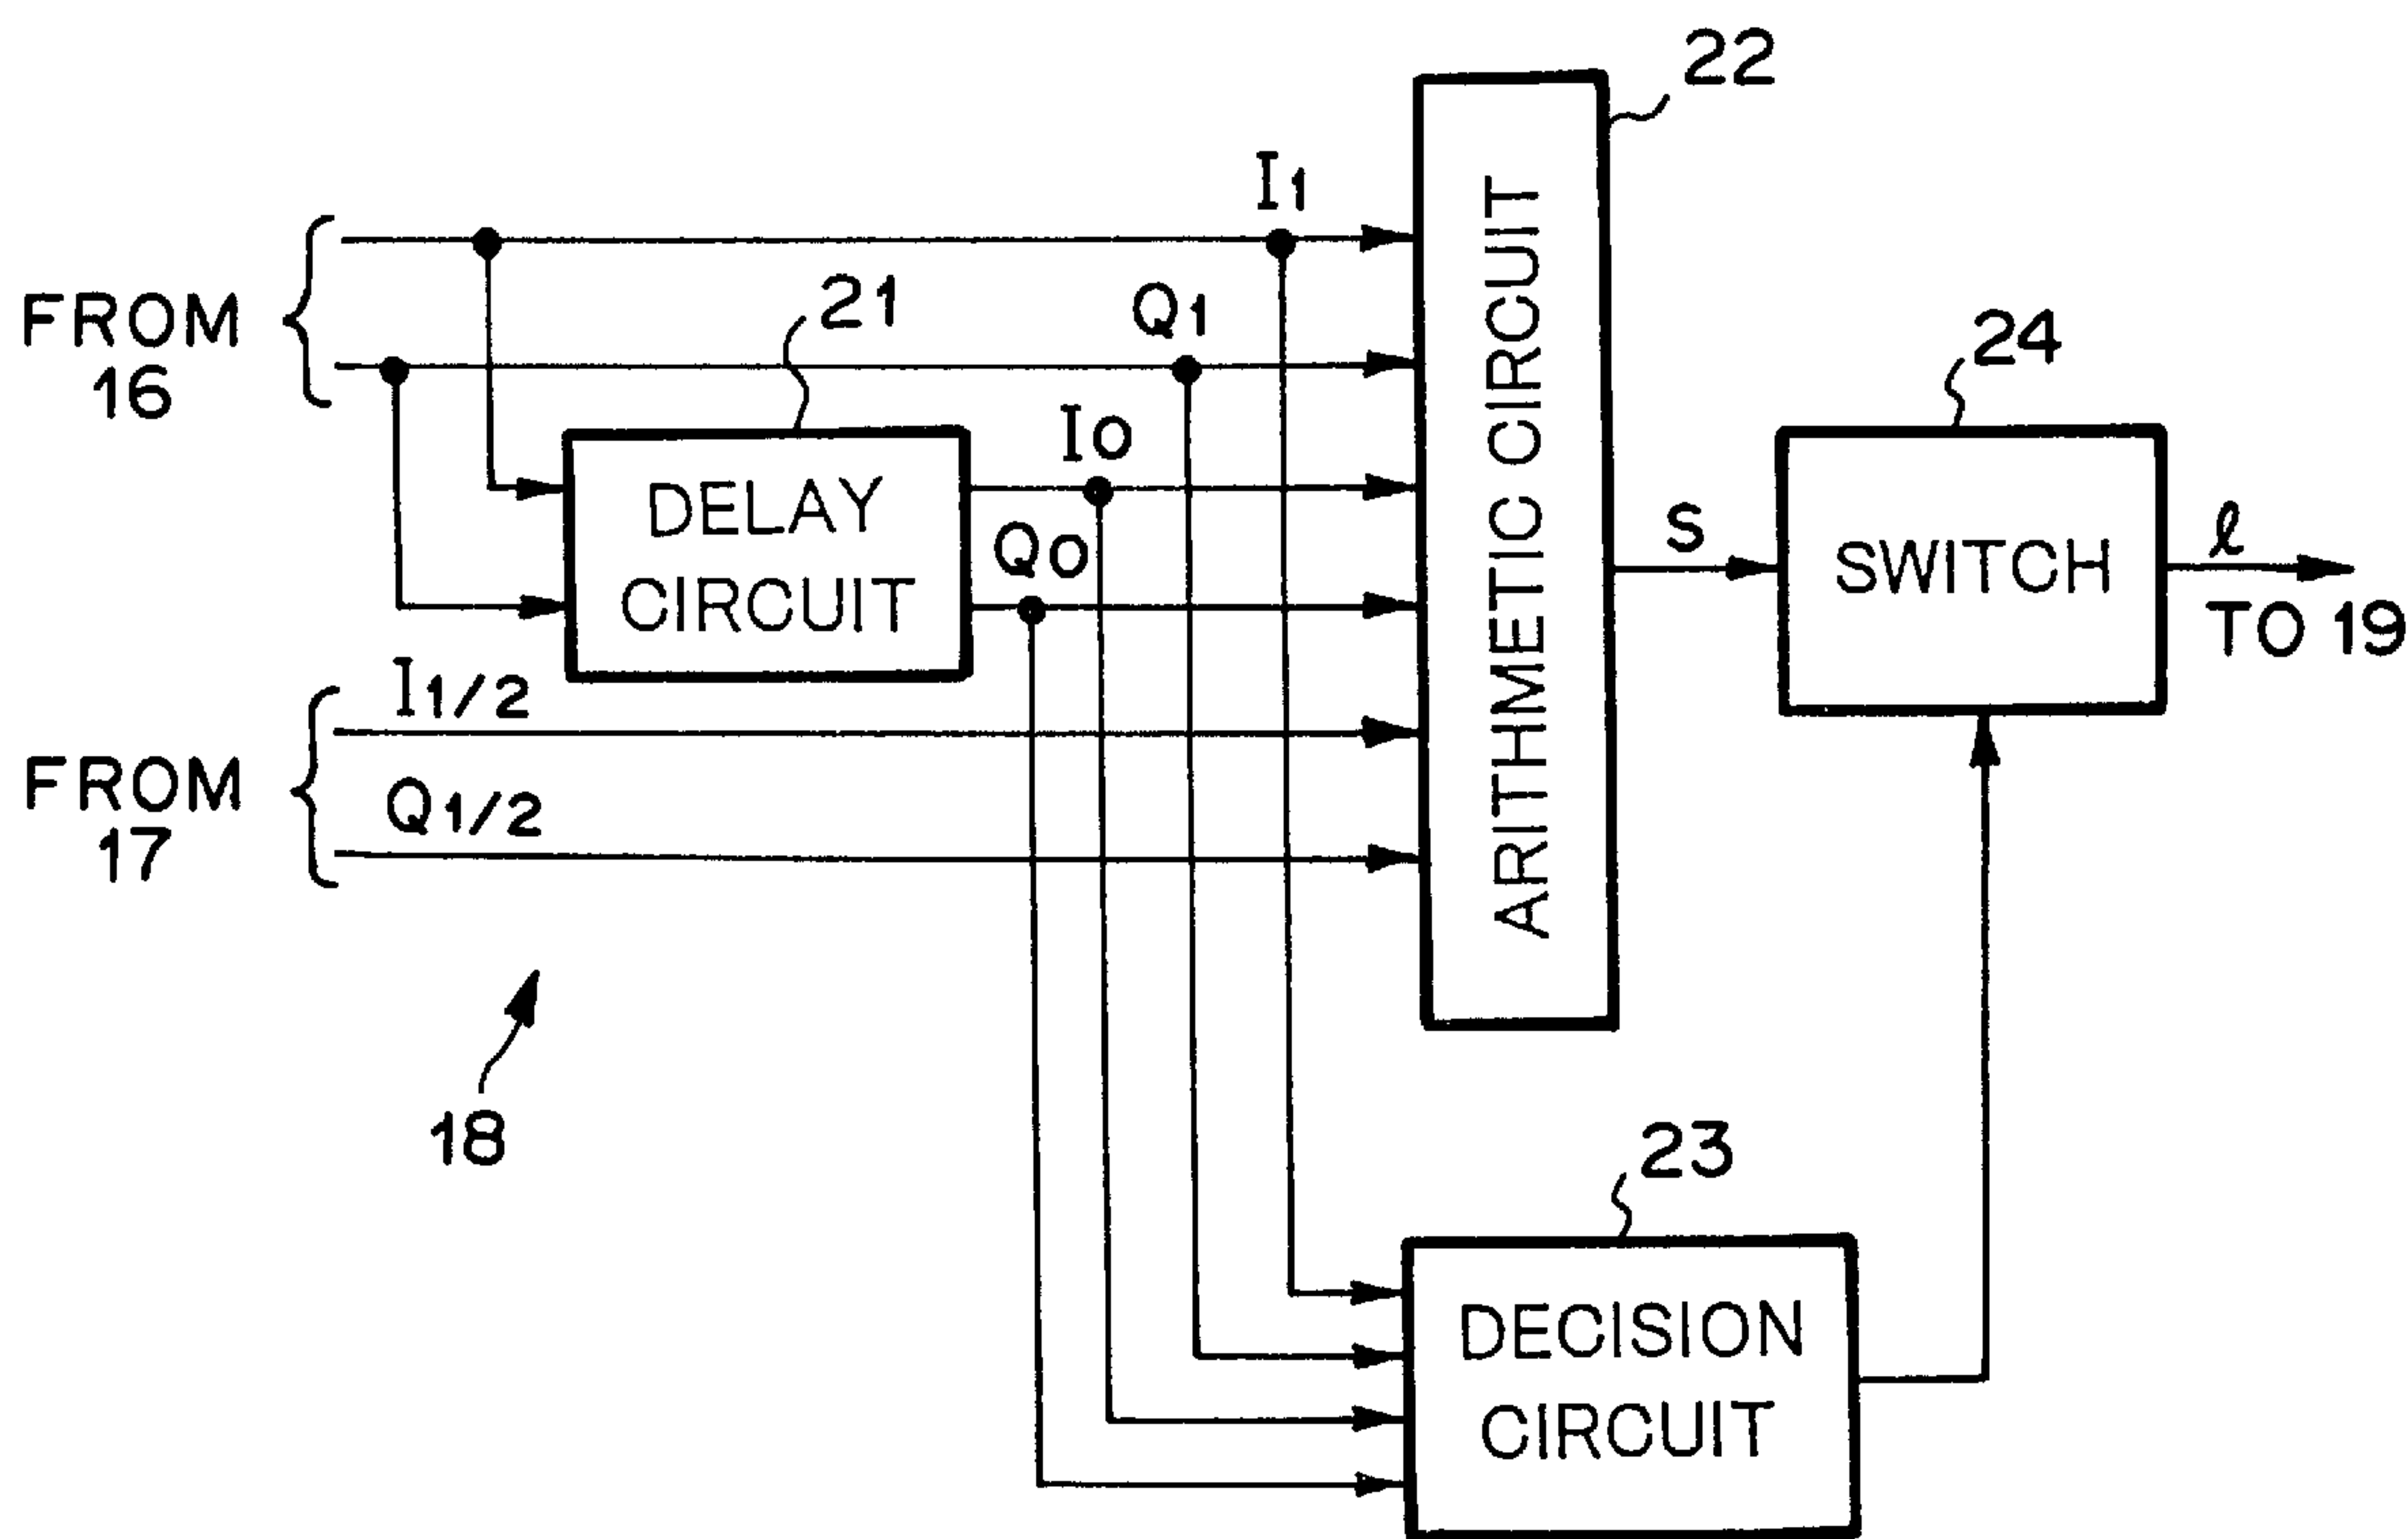 22
I1
FROM
16
21
Q1
24
I0
DELAY
CIRCUIT
Q0
ARITHMETIC CIRCUIT
S
SWITCH
ℓ
TO 19
I1/2
FROM
17
Q1/2
18
23
DECISION
CIRCUIT